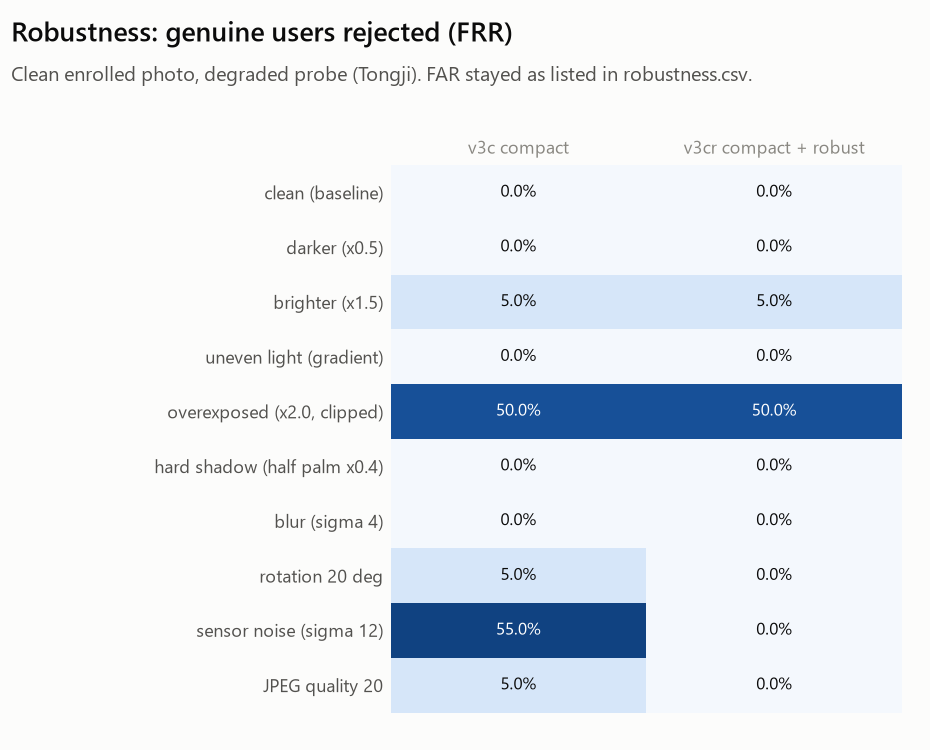 Robustness: genuine users rejected (FRR)
Clean enrolled photo, degraded probe (Tongji). FAR stayed as listed in robustness.csv.
v3c compact v3cr compact + robust
clean (baseline) 0.0% 0.0%
darker (x0.5) 0.0% 0.0%
brighter (x1.5) 5.0% 5.0%
uneven light (gradient) 0.0% 0.0%
overexposed (x2.0, clipped) 50.0% 50.0%
hard shadow (half palm x0.4) 0.0% 0.0%
blur (sigma 4) 0.0% 0.0%
rotation 20 deg 5.0% 0.0%
sensor noise (sigma 12) 55.0% 0.0%
JPEG quality 20 5.0% 0.0%